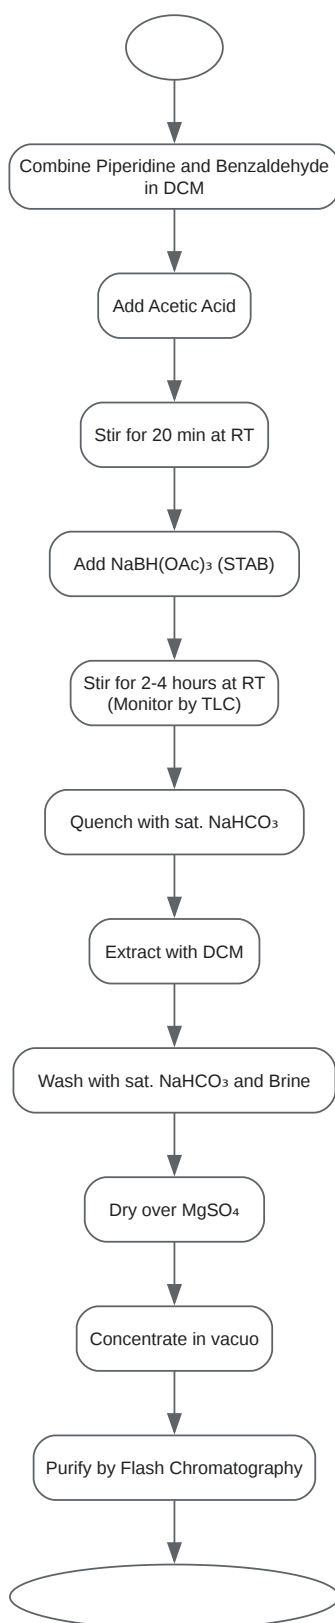 Combine Piperidine and Benzaldehyde
in DCM
Add Acetic Acid
Stir for 20 min at RT
Add NaBH(OAc)₃ (STAB)
Stir for 2-4 hours at RT
(Monitor by TLC)
Quench with sat. NaHCO₃
Extract with DCM
Wash with sat. NaHCO₃ and Brine
Dry over MgSO₄
Concentrate in vacuo
Purify by Flash Chromatography